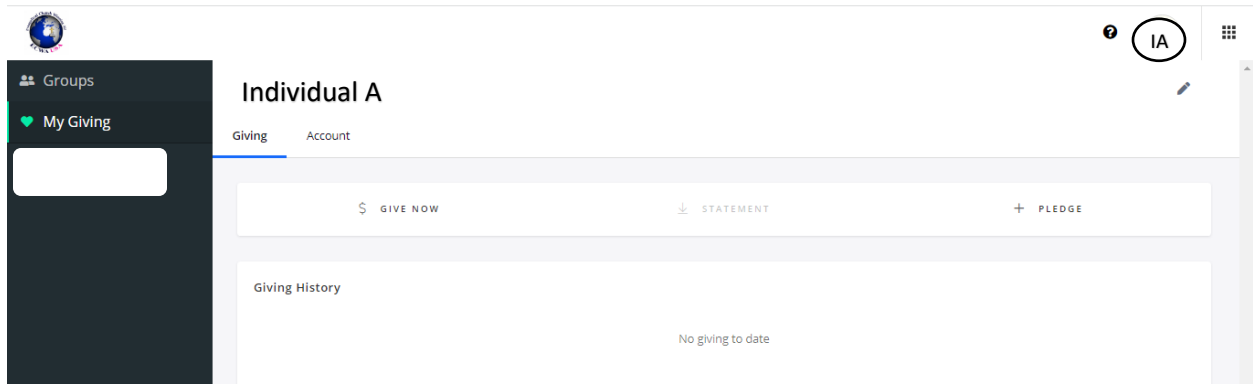 IA
Groups
Individual A
My Giving
Giving Account
$ GIVE NOW STATEMENT + PLEDGE
Giving History
No giving to date